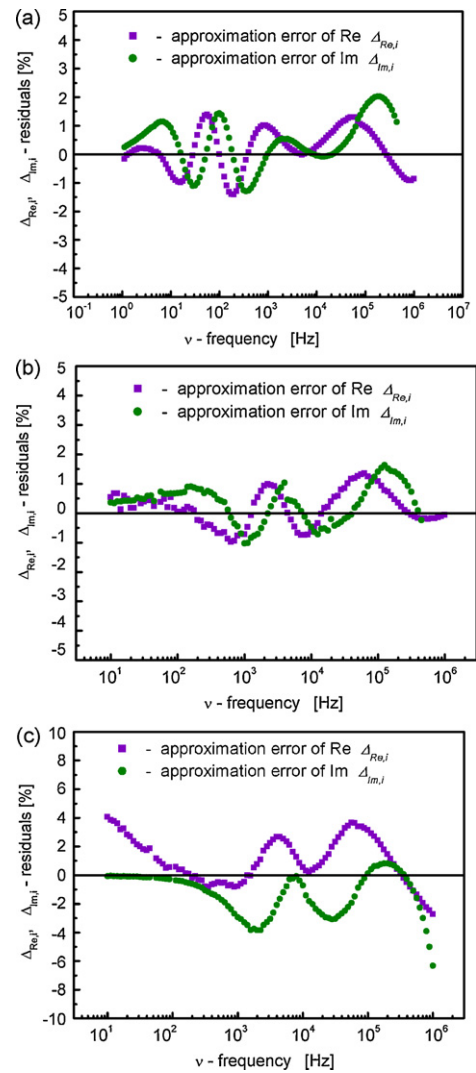 (a)
- approximation error of Re Δ_Re,i
- approximation error of Im Δ_Im,i
Δ_Re,i, Δ_Im,i - residuals [%]
5
4
3
2
1
0
-1
-2
-3
-4
-5
10^-1 10^0 10^1 10^2 10^3 10^4 10^5 10^6 10^7
ν - frequency [Hz]
(b)
- approximation error of Re Δ_Re,i
- approximation error of Im Δ_Im,i
Δ_Re,i, Δ_Im,i - residuals [%]
5
4
3
2
1
0
-1
-2
-3
-4
-5
10^1 10^2 10^3 10^4 10^5 10^6
ν - frequency [Hz]
(c)
- approximation error of Re Δ_Re,i
- approximation error of Im Δ_Im,i
Δ_Re,i, Δ_Im,i - residuals [%]
10
8
6
4
2
0
-2
-4
-6
-8
-10
10^1 10^2 10^3 10^4 10^5 10^6
ν - frequency [Hz]